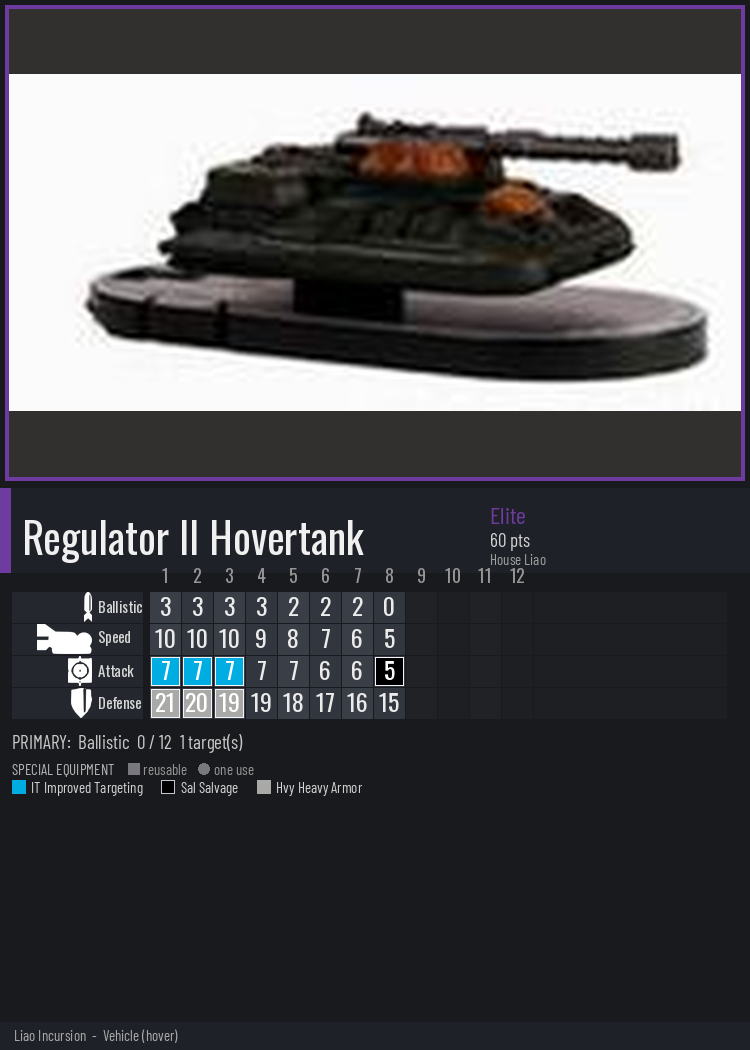 Regulator II Hovertank
Elite
60 pts
House Liao
1 2 3 4 5 6 7 8 9 10 11 12
Ballistic 3 3 3 3 2 2 2 0
Speed 10 10 10 9 8 7 6 5
Attack 7 7 7 7 7 6 6 5
Defense 21 20 19 19 18 17 16 15
PRIMARY: Ballistic 0 / 12 1 target(s)
SPECIAL EQUIPMENT reusable one use
IT Improved Targeting Sal Salvage Hvy Heavy Armor
Liao Incursion - Vehicle (hover)